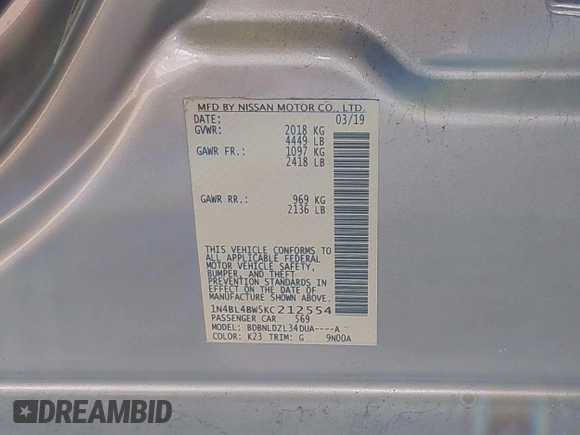 MFD BY NISSAN MOTOR CO., LTD.
DATE: 03/19
GVWR: 2018 KG
4449 LB
GAWR FR.: 1097 KG
2418 LB
GAWR RR.: 969 KG
2136 LB
THIS VEHICLE CONFORMS TO
ALL APPLICABLE FEDERAL
MOTOR VEHICLE SAFETY,
BUMPER, AND THEFT
PREVENTION STANDARDS IN
EFFECT ON THE DATE OF
MANUFACTURE SHOWN ABOVE.
1N4BL4BW5KC212554
PASSENGER CAR 569
MODEL: BDBNLDZL34DUA----A
COLOR: K23 TRIM: G 9N00A
DREAMBID